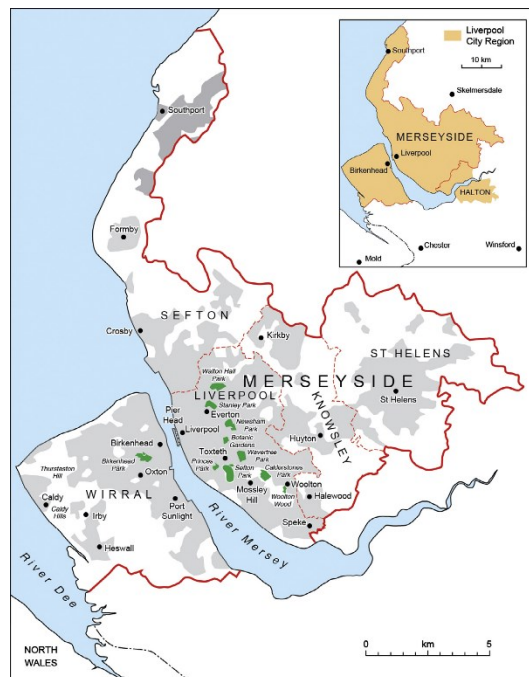 Liverpool
City Region
Southport
10 km
Skelmersdale
MERSEYSIDE
Liverpool
Birkenhead
HALTON
Chester
Winsford
Mold
Southport
Formby
SEFTON
Crosby
Kirkby
ST HELENS
Walton Hall
Park
MERSEYSIDE
LIVERPOOL
Stanley Park
St Helens
Pier
Head
Everton
KNOWSLEY
Newsham
Park
Liverpool
Botanic
Gardens
Huyton
Birkenhead
Toxteth
Wavertree Park
Birkenhead
Park
Princes
Park
Sefton
Park
Calderstones
Park
Thurstaston
Hill
Oxton
Mossley
Hill
Woolton
Caldy
WIRRAL
Woolton
Wood
Halewood
Caldy
Hills
Irby
Port
Sunlight
Speke
Heswall
River Mersey
River Dee
NORTH
WALES
0
km
5